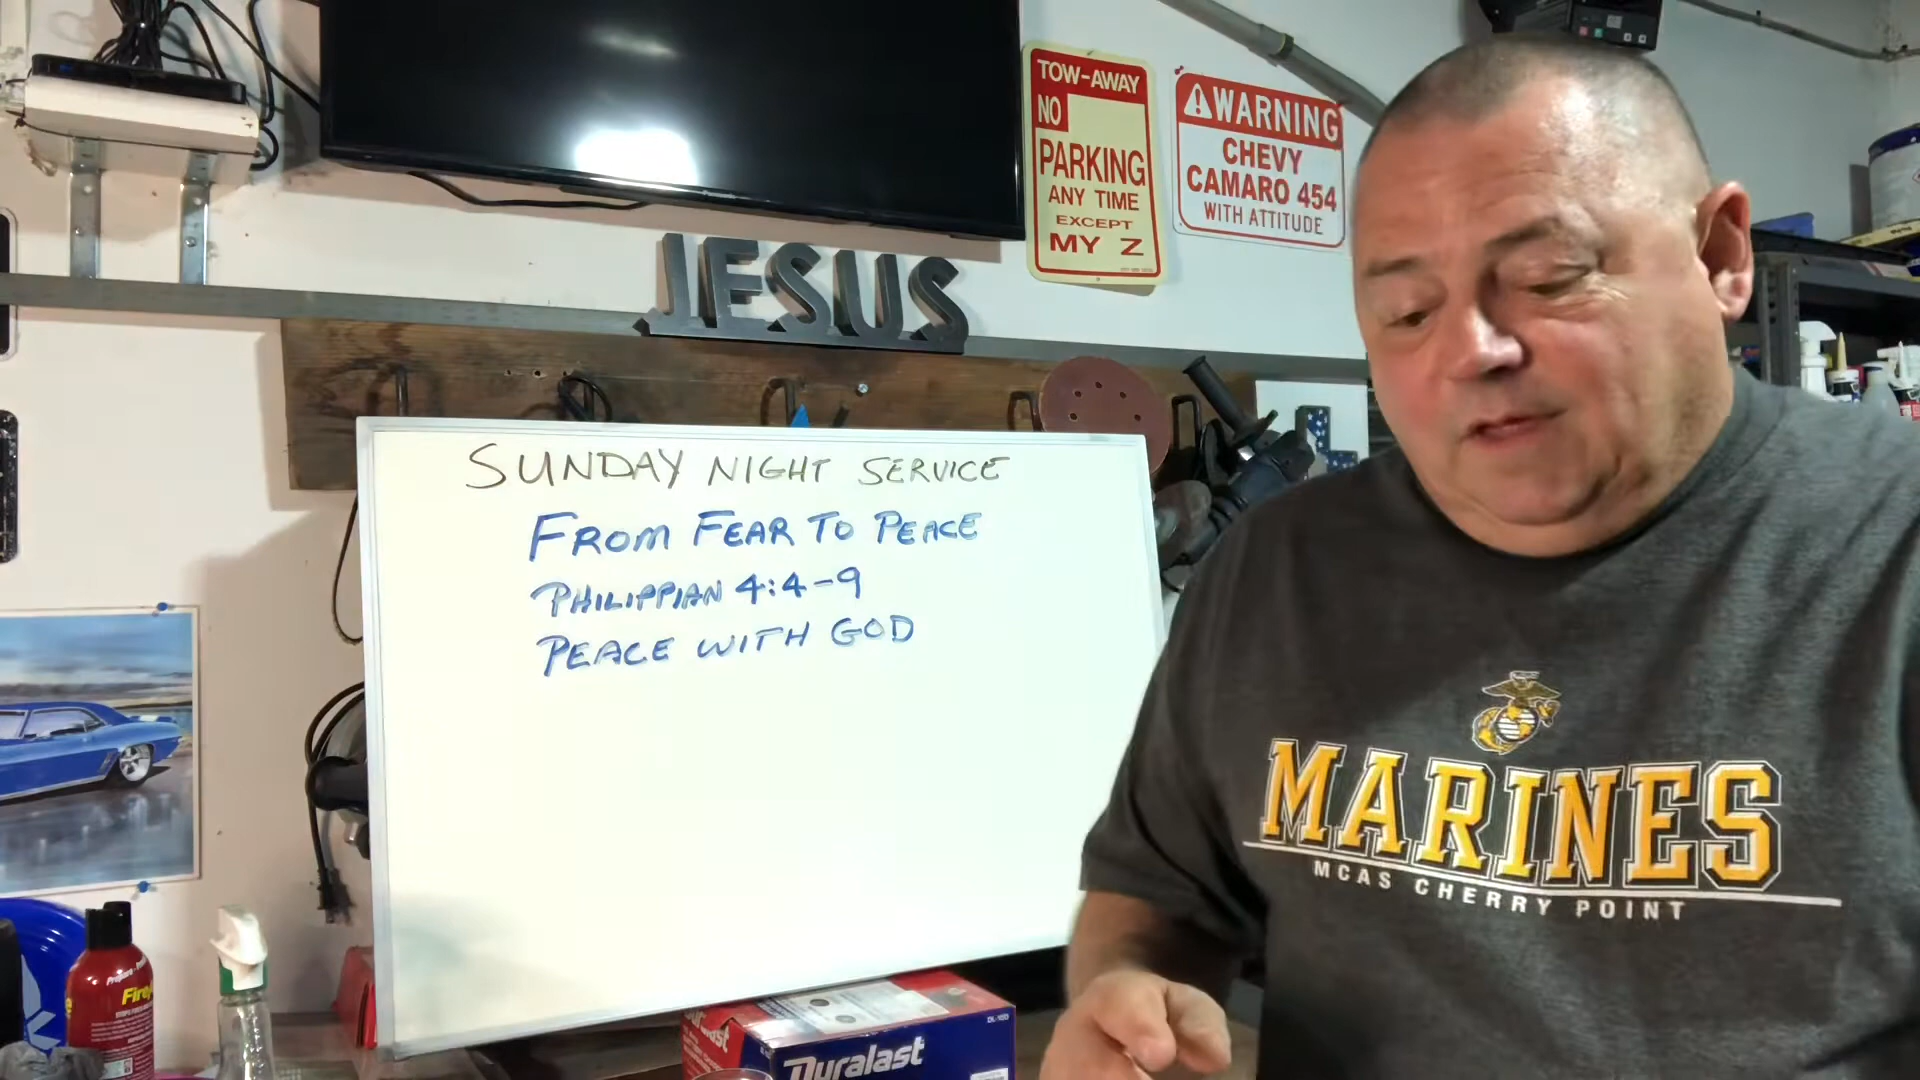 TOW-AWAY
NO
PARKING
ANY TIME
EXCEPT
MY Z
WARNING
CHEVY
CAMARO 454
WITH ATTITUDE
JESUS
SUNDAY NIGHT SERVICE
FROM FEAR TO PEACE
PHILIPPIAN 4:4-9
PEACE WITH GOD
MARINES
MCAS CHERRY POINT
Duralast